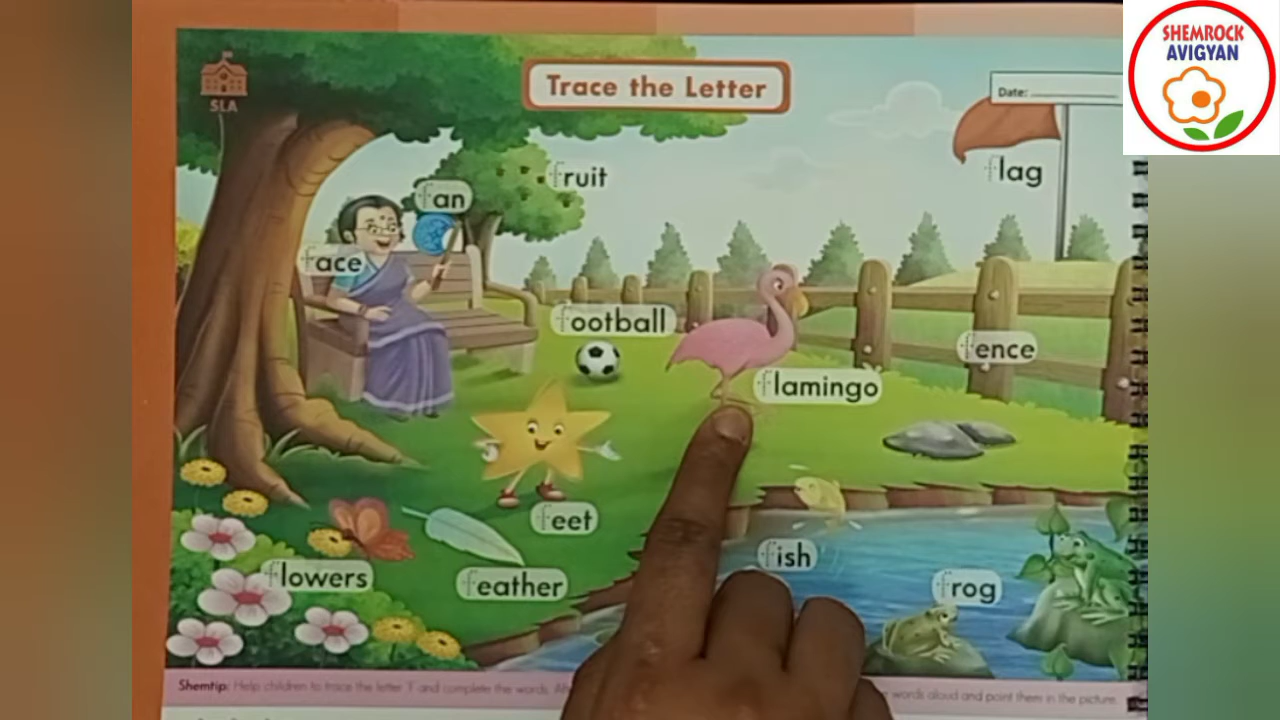 SHEMROCK
AVIGYAN
SLA
Trace the Letter
Date:
fruit
flag
fan
face
football
fence
flamingo
feet
fish
flowers
feather
frog
Shemtip: Help children to trace the letter 'f' and complete the words.
words aloud and point them in the picture.